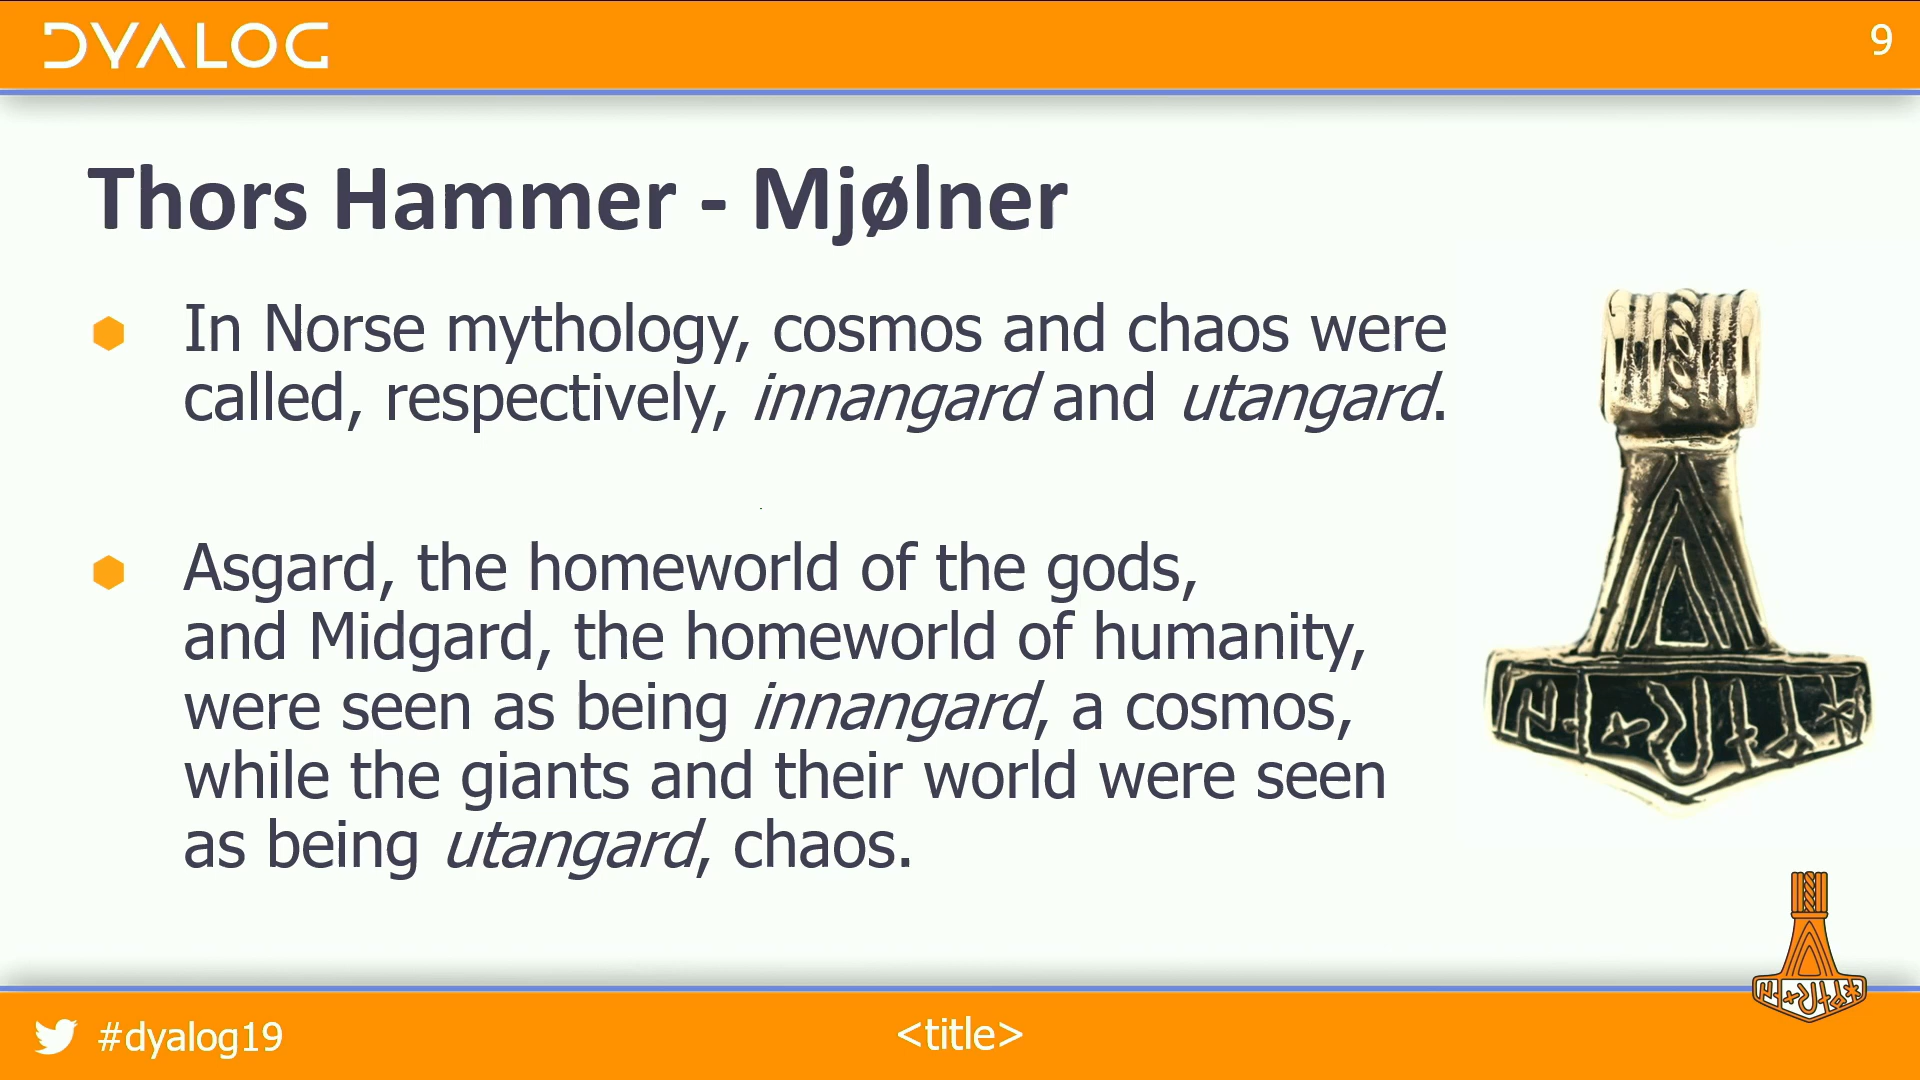 DYALOG
9
Thors Hammer - Mjølner
In Norse mythology, cosmos and chaos were
called, respectively, innangard and utangard.
Asgard, the homeworld of the gods,
and Midgard, the homeworld of humanity,
were seen as being innangard, a cosmos,
while the giants and their world were seen
as being utangard, chaos.
#dyalog19
<title>